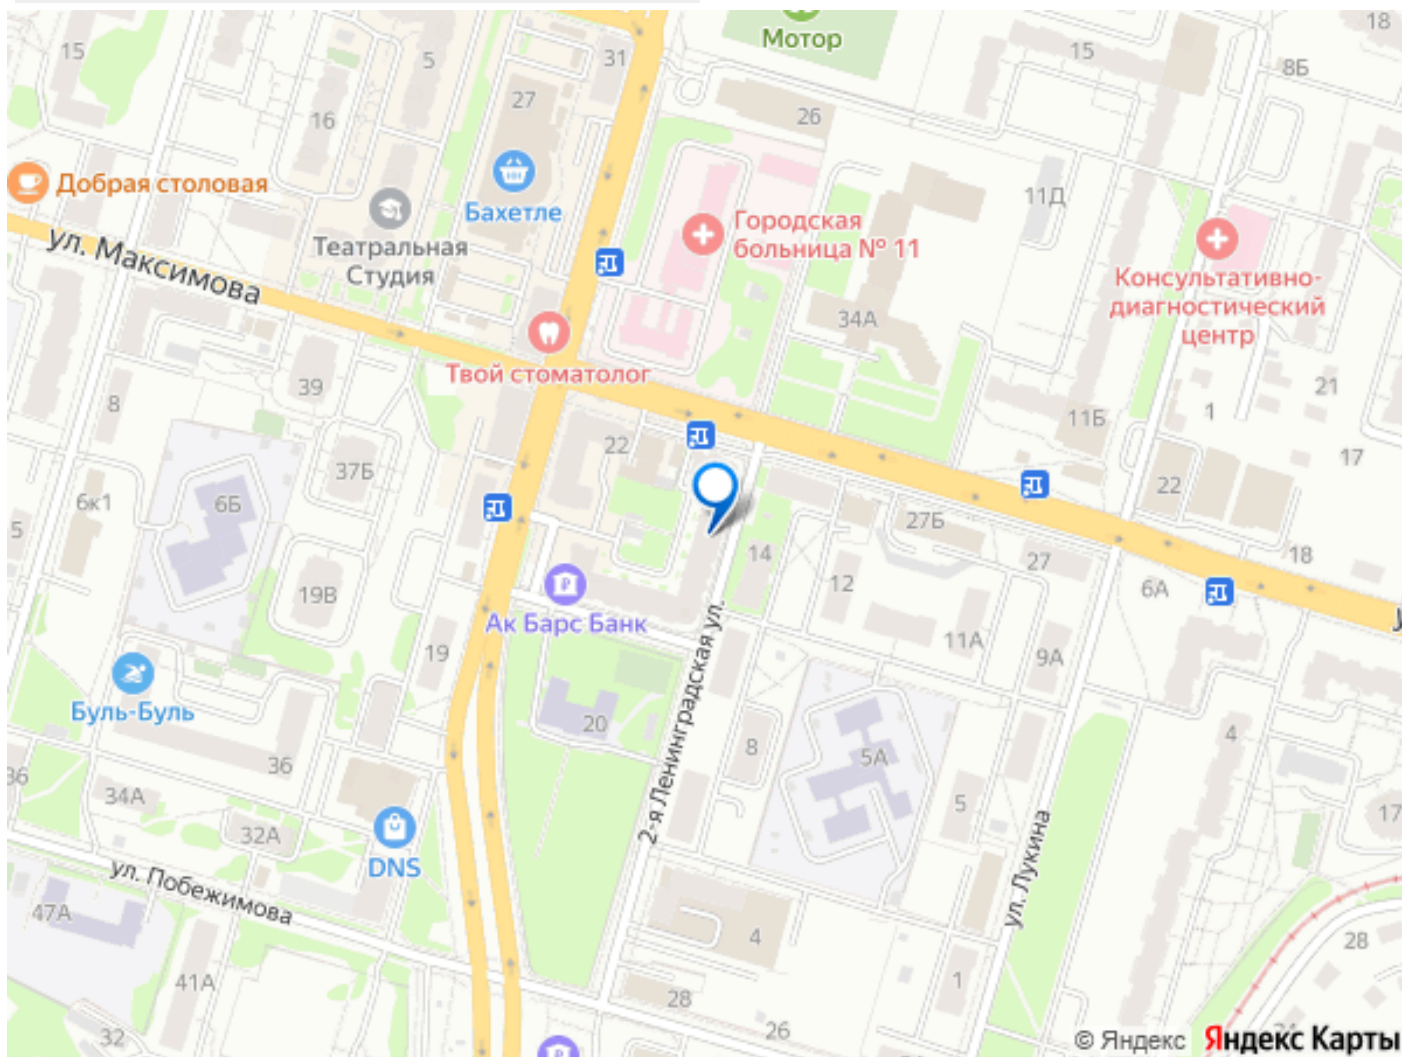 Мотор
18
15
5
31
15
8Б
27
16
26
Добрая столовая
Бахетле
11Д
Театральная
Студия
Городская
больница № 11
ул. Максимова
Консультативно-
диагностический
центр
34А
Твой стоматолог
39
8
21
1
11Б
22
17
37Б
22
6к1
6Б
5
27Б
18
14
12
27
6А
19В
Ак Барс Банк
19
11А
9А
Буль-Буль
20
8
5А
4
36
36
34А
5
17
32А
DNS
2-я Ленинградская ул.
ул. Лукина
ул. Побежимова
47А
4
28
41А
1
28
32
26
© Яндекс
Яндекс Карты